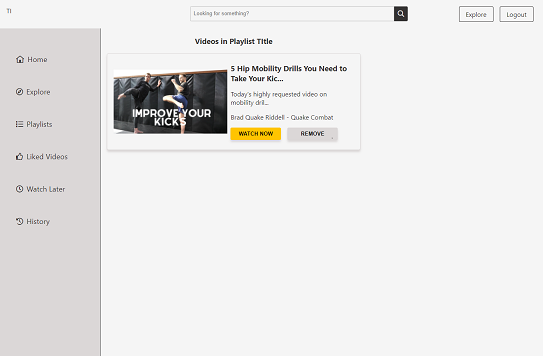 TI
Looking for something?
Explore
Logout
Home
Explore
Playlists
Liked Videos
Watch Later
History
Videos in Playlist Title
5 Hip Mobility Drills You Need to
Take Your Kic...
Today's highly requested video on
mobility dril...
Brad Quake Riddell - Quake Combat
WATCH NOW
REMOVE
IMPROVE YOUR
KICKS